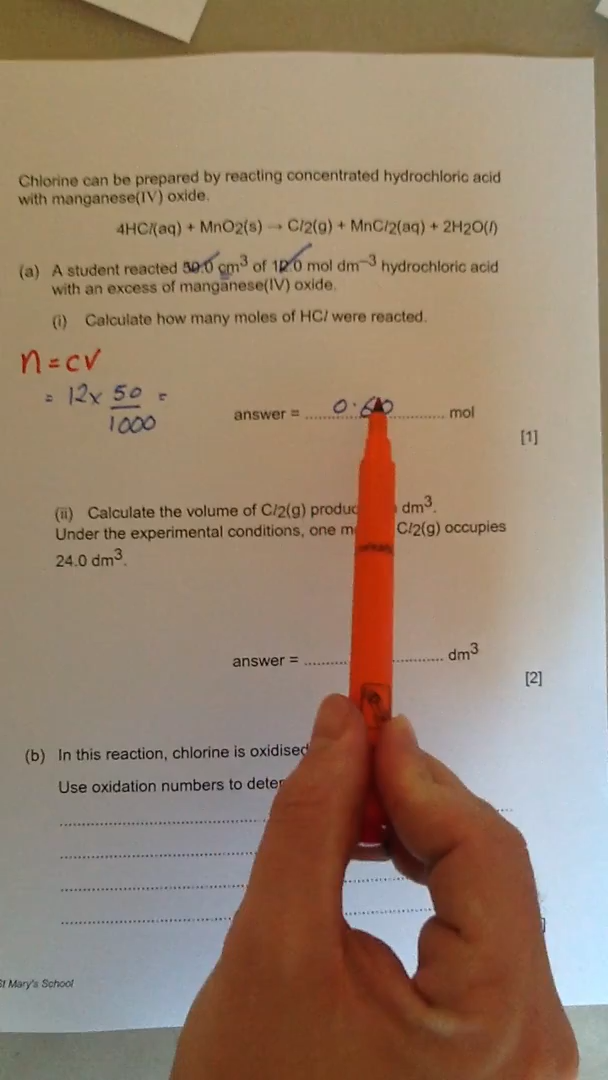 Chlorine can be prepared by reacting concentrated hydrochloric acid
with manganese(IV) oxide.
4HCl(aq) + MnO2(s) → Cl2(g) + MnCl2(aq) + 2H2O(l)
(a) A student reacted 50.0 cm³ of 12.0 mol dm⁻³ hydrochloric acid
with an excess of manganese(IV) oxide.
(i) Calculate how many moles of HCl were reacted.
n = cv
= 12 x 50/1000 =
answer = 0.60 mol
[1]
(ii) Calculate the volume of Cl2(g) dm³.
Under the experimental conditions, one Cl2(g) occupies
24.0 dm³.
answer = dm³
[2]
(b) In this reaction, chlorine is oxidised
Use oxidation numbers to
St Mary's School